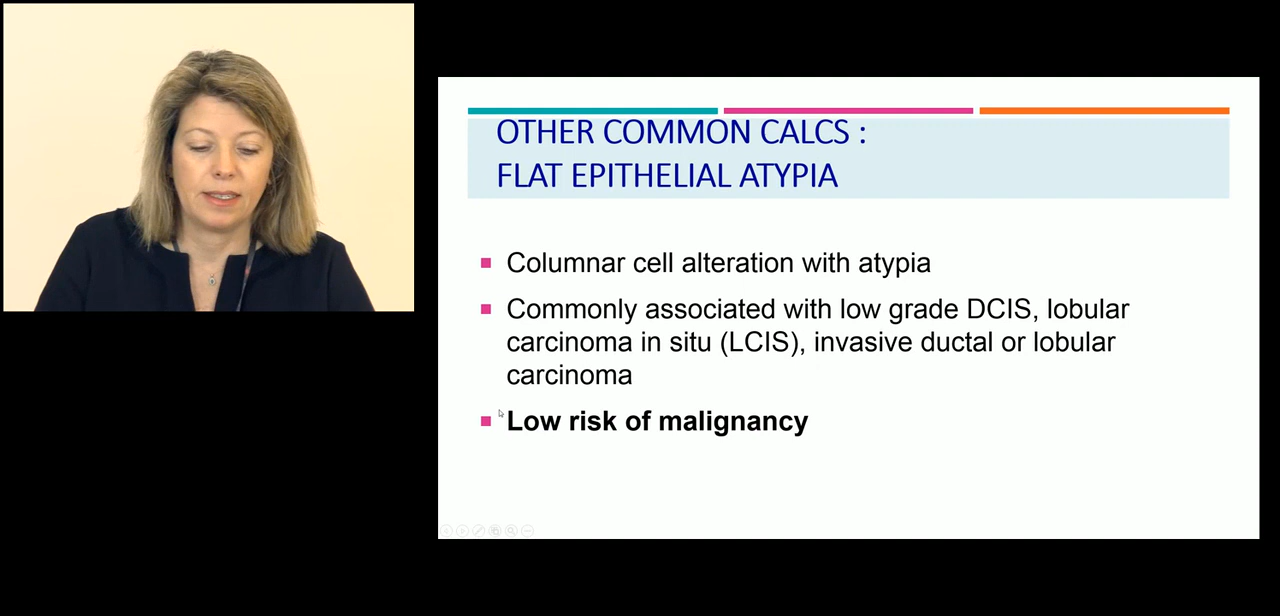 OTHER COMMON CALCS :
FLAT EPITHELIAL ATYPIA
Columnar cell alteration with atypia
Commonly associated with low grade DCIS, lobular
carcinoma in situ (LCIS), invasive ductal or lobular
carcinoma
Low risk of malignancy